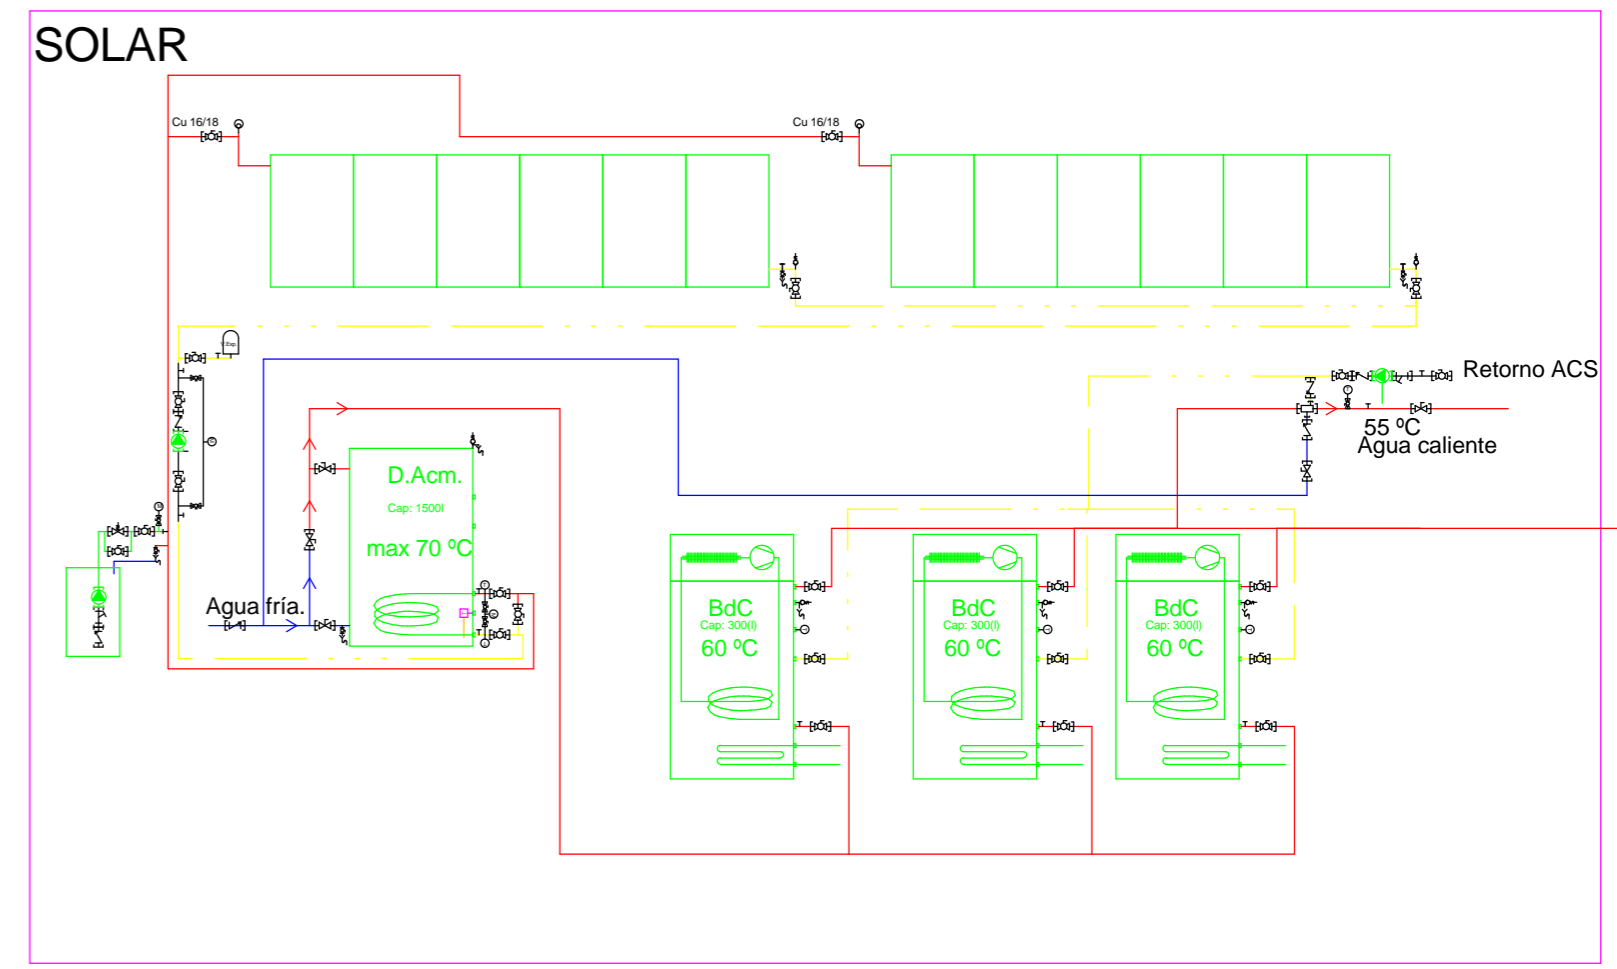 SOLAR
Cu 16/18
Cu 16/18
V.Exp.
Retorno ACS
55 ºC
Agua caliente
D.Acm.
Cap: 1500l
max 70 ºC
Agua fría.
BdC
Cap: 300(l)
60 ºC
BdC
Cap: 300(l)
60 ºC
BdC
Cap: 300(l)
60 ºC